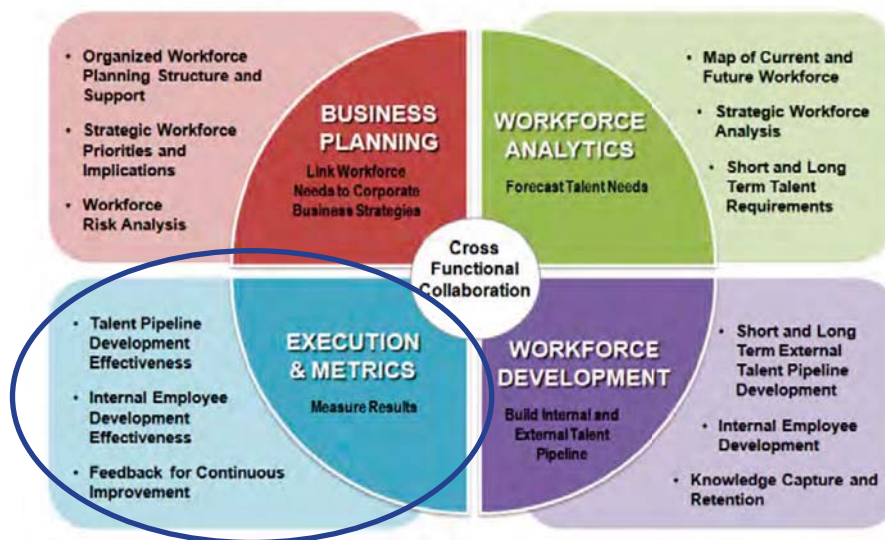 • Organized Workforce
Planning Structure and
Support
• Strategic Workforce
Priorities and
Implications
• Workforce
Risk Analysis
BUSINESS
PLANNING
Link Workforce
Needs to Corporate
Business Strategies
WORKFORCE
ANALYTICS
Forecast Talent Needs
• Map of Current and
Future Workforce
• Strategic Workforce
Analysis
• Short and Long
Term Talent
Requirements
Cross
Functional
Collaboration
• Talent Pipeline
Development
Effectiveness
• Internal Employee
Development
Effectiveness
• Feedback for Continuous
Improvement
EXECUTION
& METRICS
Measure Results
WORKFORCE
DEVELOPMENT
Build Internal and
External Talent
Pipeline
• Short and Long
Term External
Talent Pipeline
Development
• Internal Employee
Development
• Knowledge Capture and
Retention